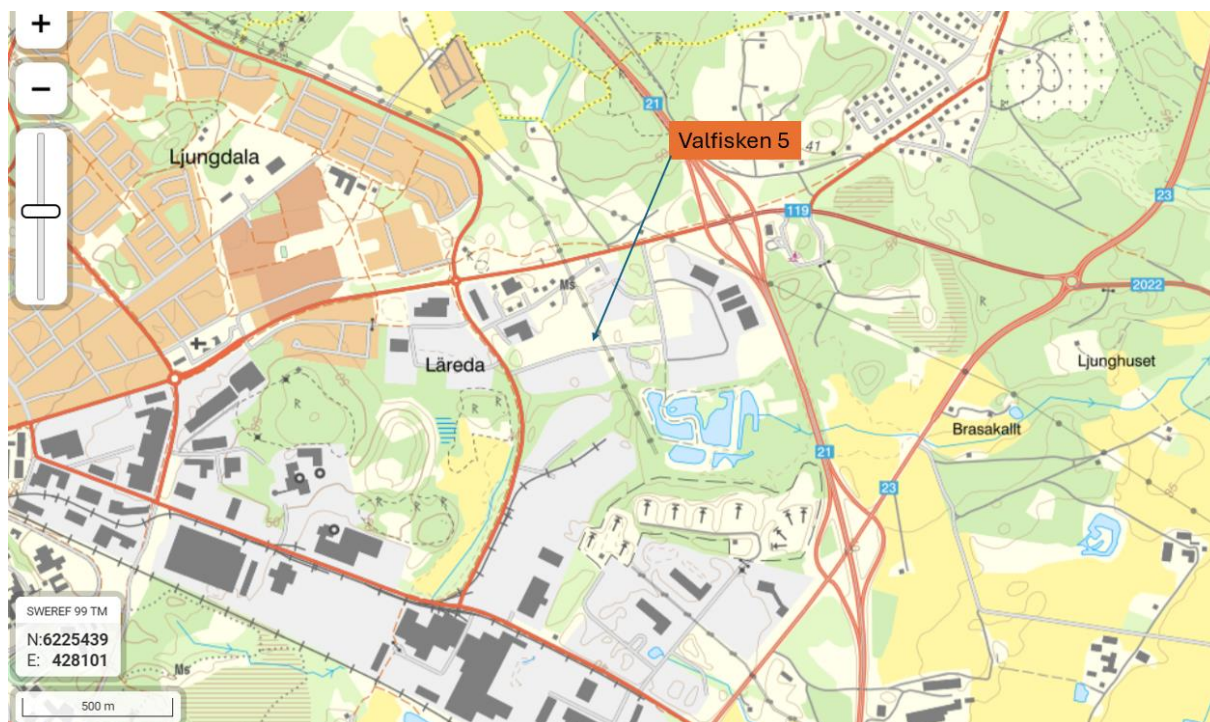 +
−
21
Valfisken 5
41
Ljungdala
23
119
2022
Ms
Läreda
Ljunghuset
Brasakallt
21
23
SWEREF 99 TM
N:6225439
E: 428101
Ms
500 m